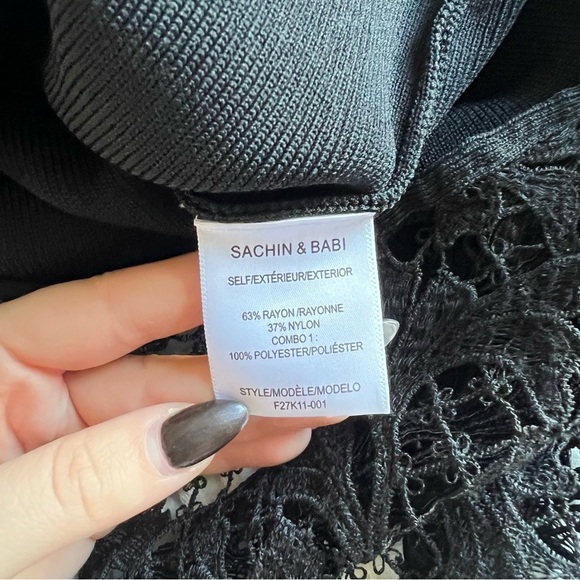 SACHIN & BABI
SELF/EXTÉRIEUR/EXTERIOR
63% RAYON/RAYONNE
37% NYLON
COMBO 1:
100% POLYESTER/POLIÉSTER
STYLE/MODÈLE/MODELO
F27K11-001